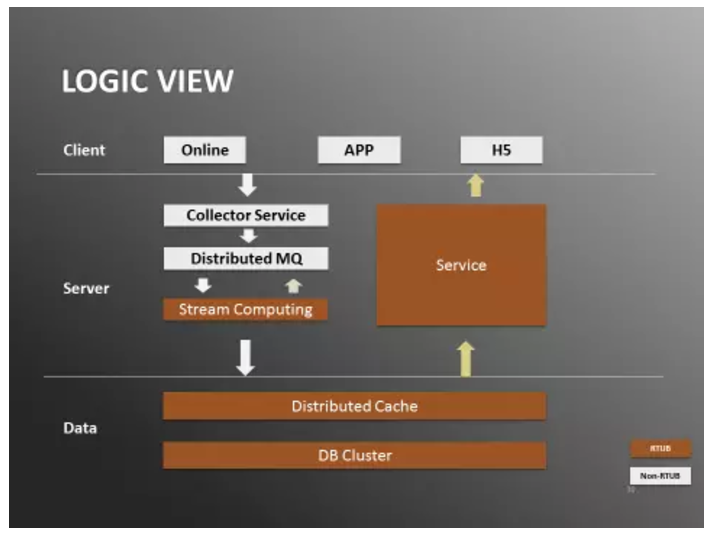 LOGIC VIEW
Client
Online
APP
H5
Collector Service
Distributed MQ
Server
Service
Stream Computing
Distributed Cache
Data
DB Cluster
RTUB
Non-RTUB